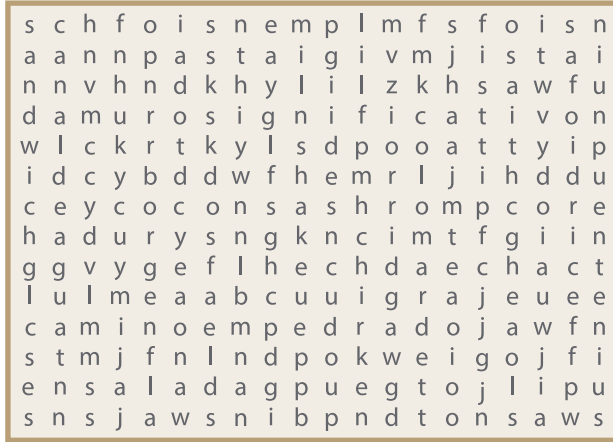 s c h f o i s n e m p l m f s f o i s n
a a n n p a s t a i g i v m j i s t a i
n n v h n d k h y l i l z k h s a w f u
d a m u r o s i g n i f i c a t i v o n
w l c k r t k y l s d p o o a t t y i p
i d c y b d d w f h e m r l j i h d d u
c e y c o c o n s a s h r o m p c o r e
h a d u r y s n g k n c i m t f g i i n
g g v y g e f l h e c h d a e c h a c t
l u l m e a a b c u u i g r a j e u e e
c a m i n o e m p e d r a d o j a w f n
s t m j f n l n d p o k w e i g o j f i
e n s a l a d a g p u e g t o j l i p u
s n s j a w s n i b p n d t o n s a w s